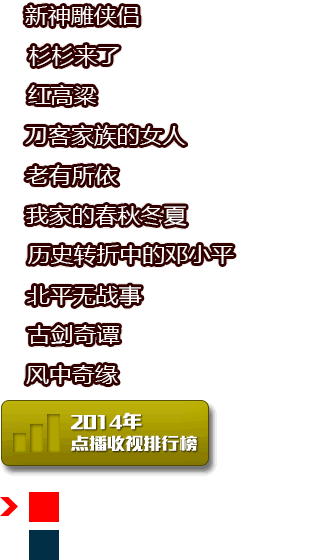 新神雕侠侣
杉杉来了
红高粱
刀客家族的女人
老有所依
我家的春秋冬夏
历史转折中的邓小平
北平无战事
古剑奇谭
风中奇缘
2014年
点播收视排行榜